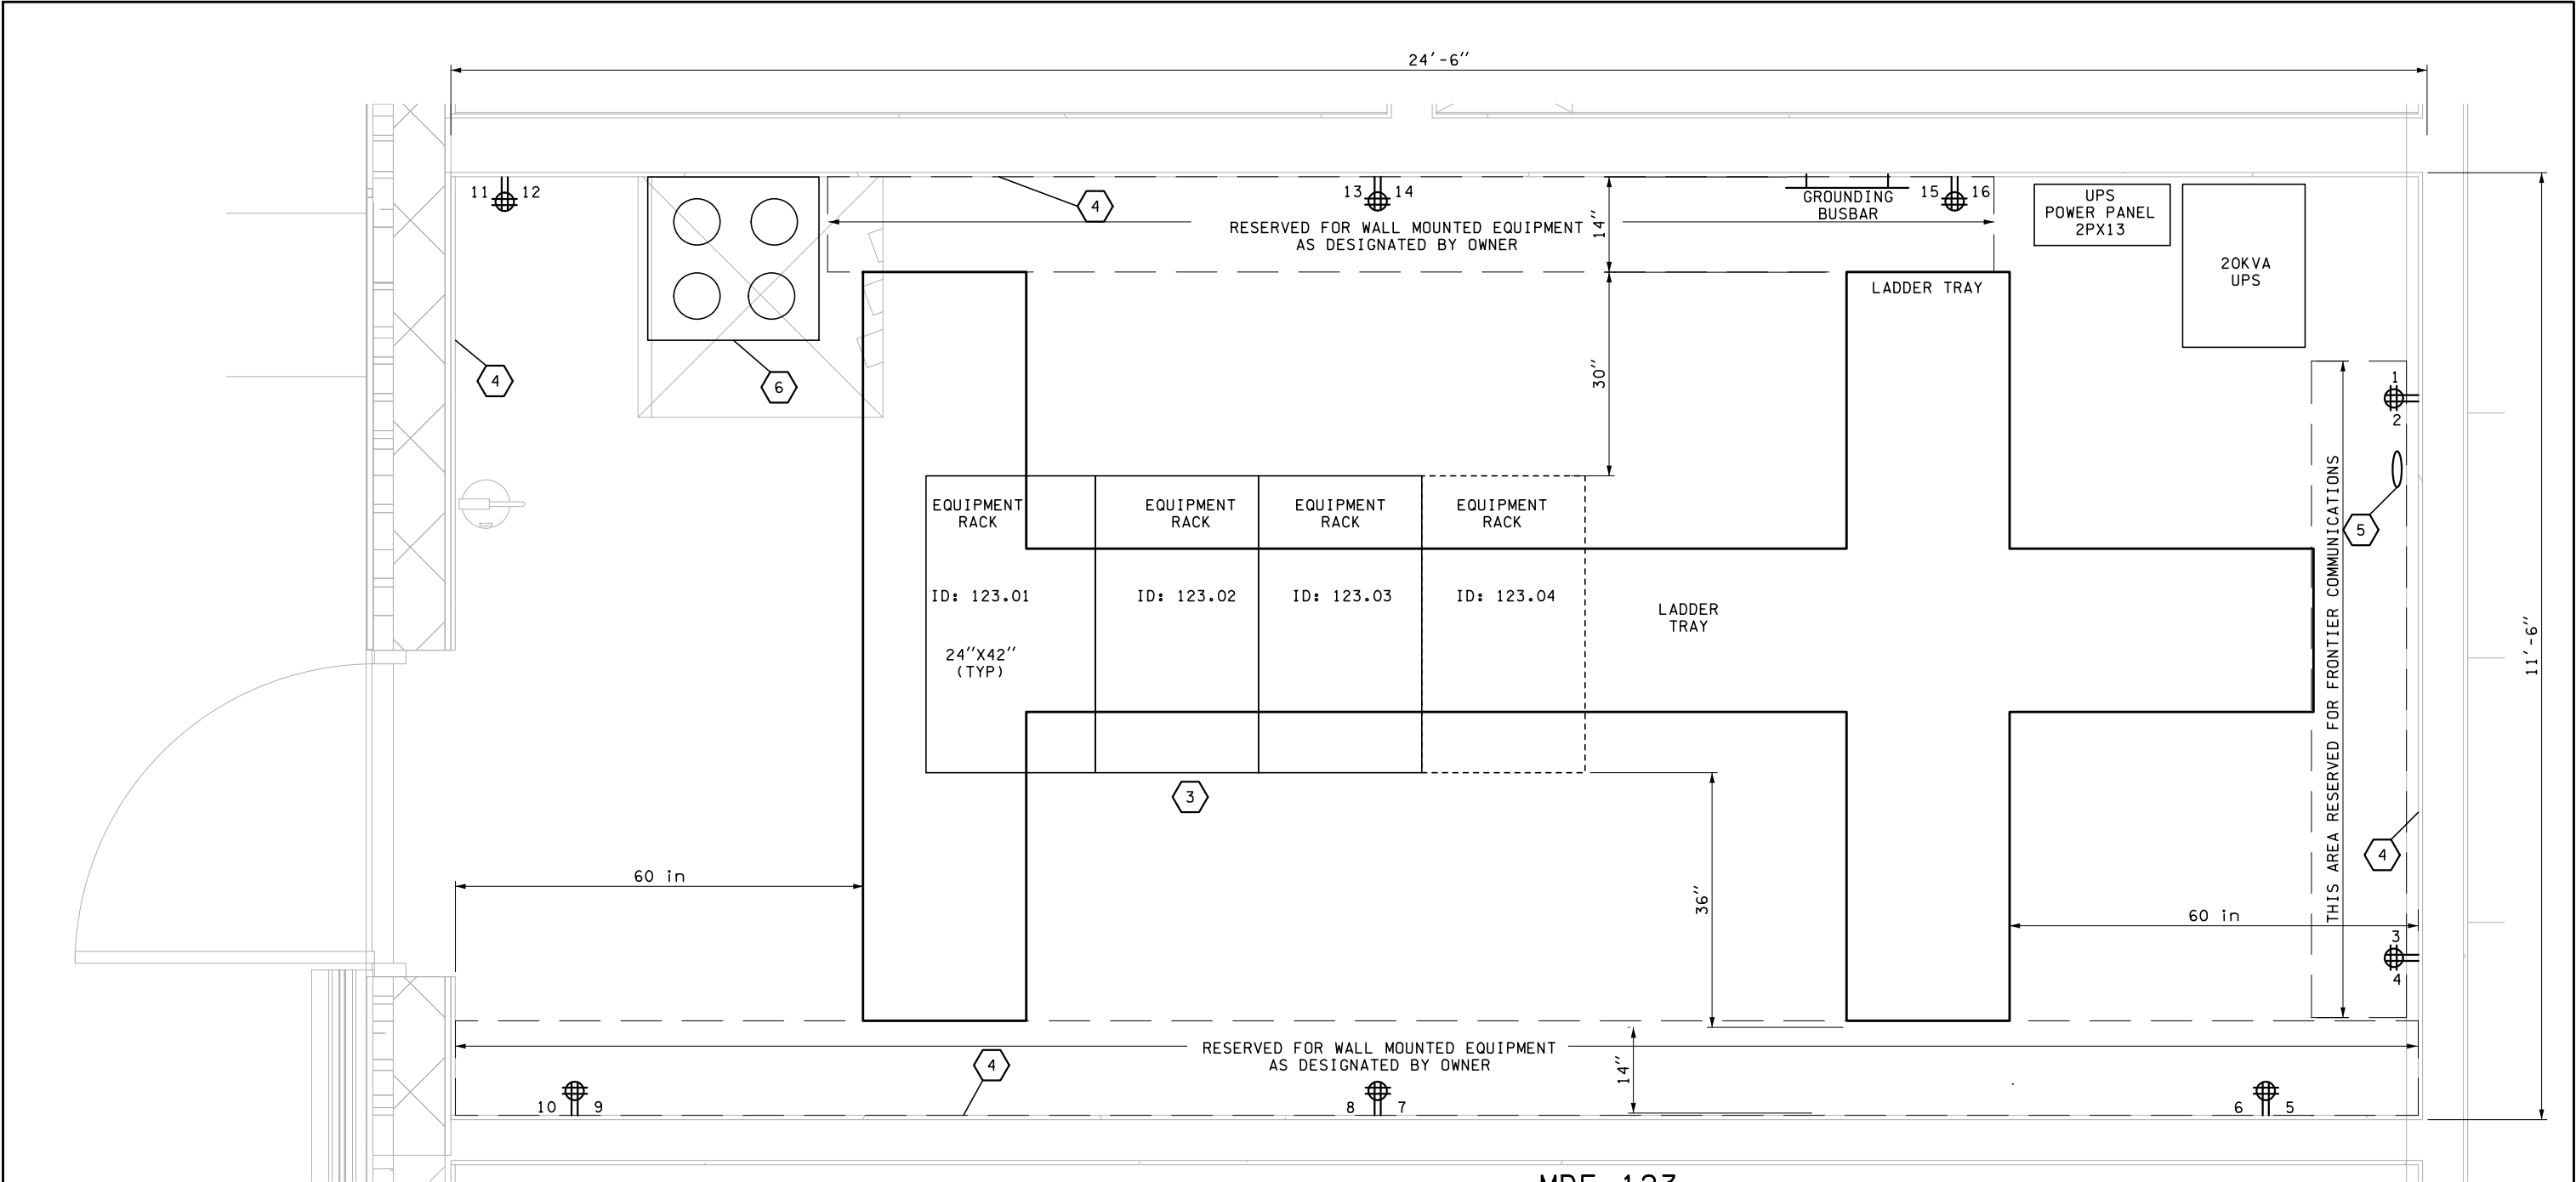 24'-6"
11 12
4
13 14
GROUNDING
BUSBAR
15 16
UPS
POWER PANEL
2PX13
RESERVED FOR WALL MOUNTED EQUIPMENT
AS DESIGNATED BY OWNER
14"
20KVA
UPS
LADDER TRAY
4
6
30"
1
2
EQUIPMENT
RACK
EQUIPMENT
RACK
EQUIPMENT
RACK
EQUIPMENT
RACK
5
ID: 123.01
ID: 123.02
ID: 123.03
ID: 123.04
LADDER
TRAY
24"X42"
(TYP)
THIS AREA RESERVED FOR FRONTIER COMMUNICATIONS
11'-6"
3
4
60 in
36"
60 in
3
4
RESERVED FOR WALL MOUNTED EQUIPMENT
AS DESIGNATED BY OWNER
14"
4
10 9
8 7
6 5
MDF 123